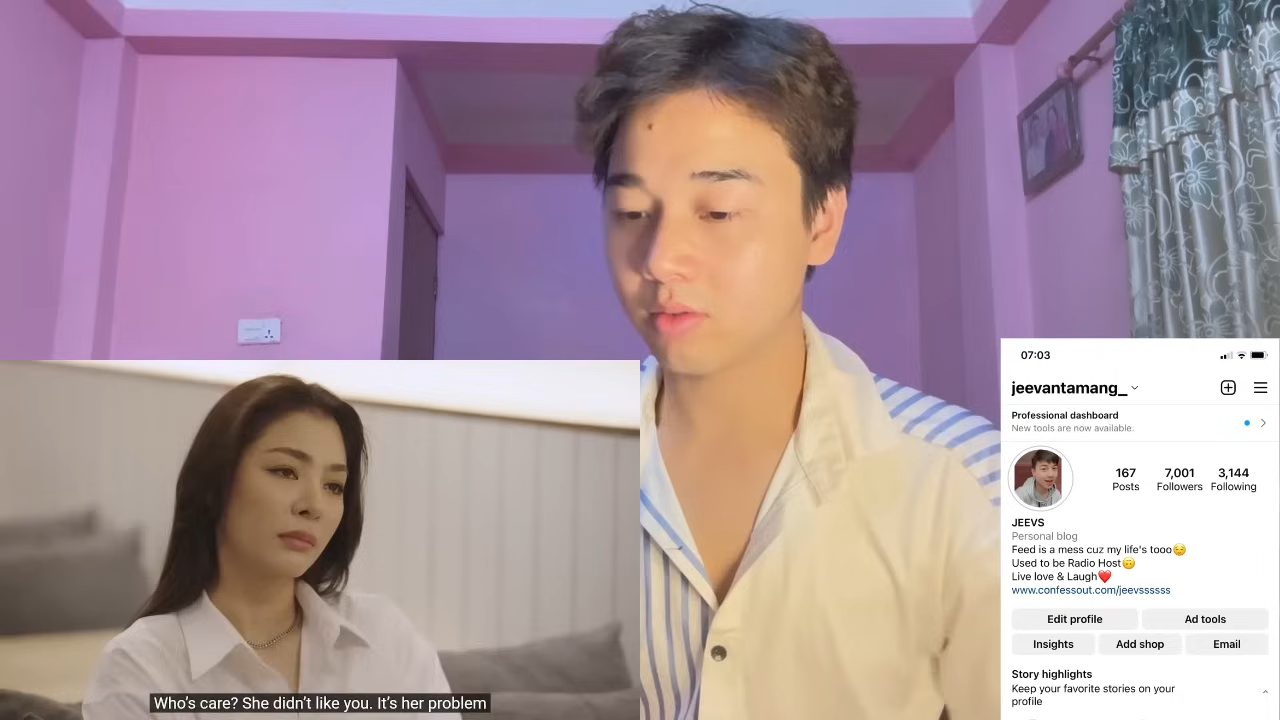 Who's care? She didn't like you. It's her problem
07:03
jeevantamang_
Professional dashboard
New tools are now available.
167 7,001 3,144
Posts Followers Following
JEEVS
Personal blog
Feed is a mess cuz my life's tooo😔
Used to be Radio Host🙃
Live love & Laugh❤️
www.confessout.com/jeevssssss
Edit profile Ad tools
Insights Add shop Email
Story highlights
Keep your favorite stories on your
profile